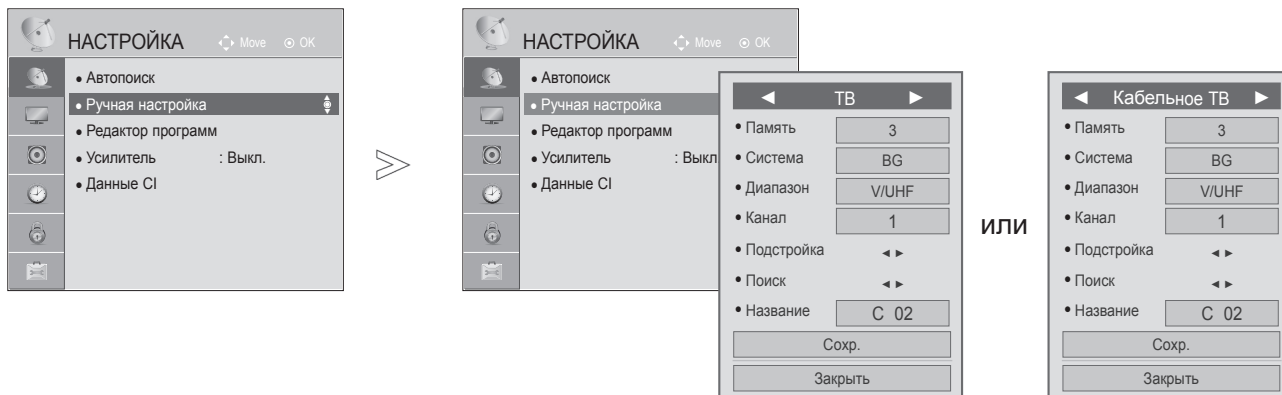 НАСТРОЙКА Move OK
• Автопоиск
• Ручная настройка
• Редактор программ
• Усилитель : Выкл.
• Данные CI
НАСТРОЙКА Move OK
• Автопоиск
• Ручная настройка
• Редактор программ
• Усилитель : Выкл
• Данные CI
◄ ТВ ►
• Память 3
• Система BG
• Диапазон V/UHF
• Канал 1
• Подстройка ◄ ►
• Поиск ◄ ►
• Название C 02
Сохр.
Закрыть
или
◄ Кабельное ТВ ►
• Память 3
• Система BG
• Диапазон V/UHF
• Канал 1
• Подстройка ◄ ►
• Поиск ◄ ►
• Название C 02
Сохр.
Закрыть